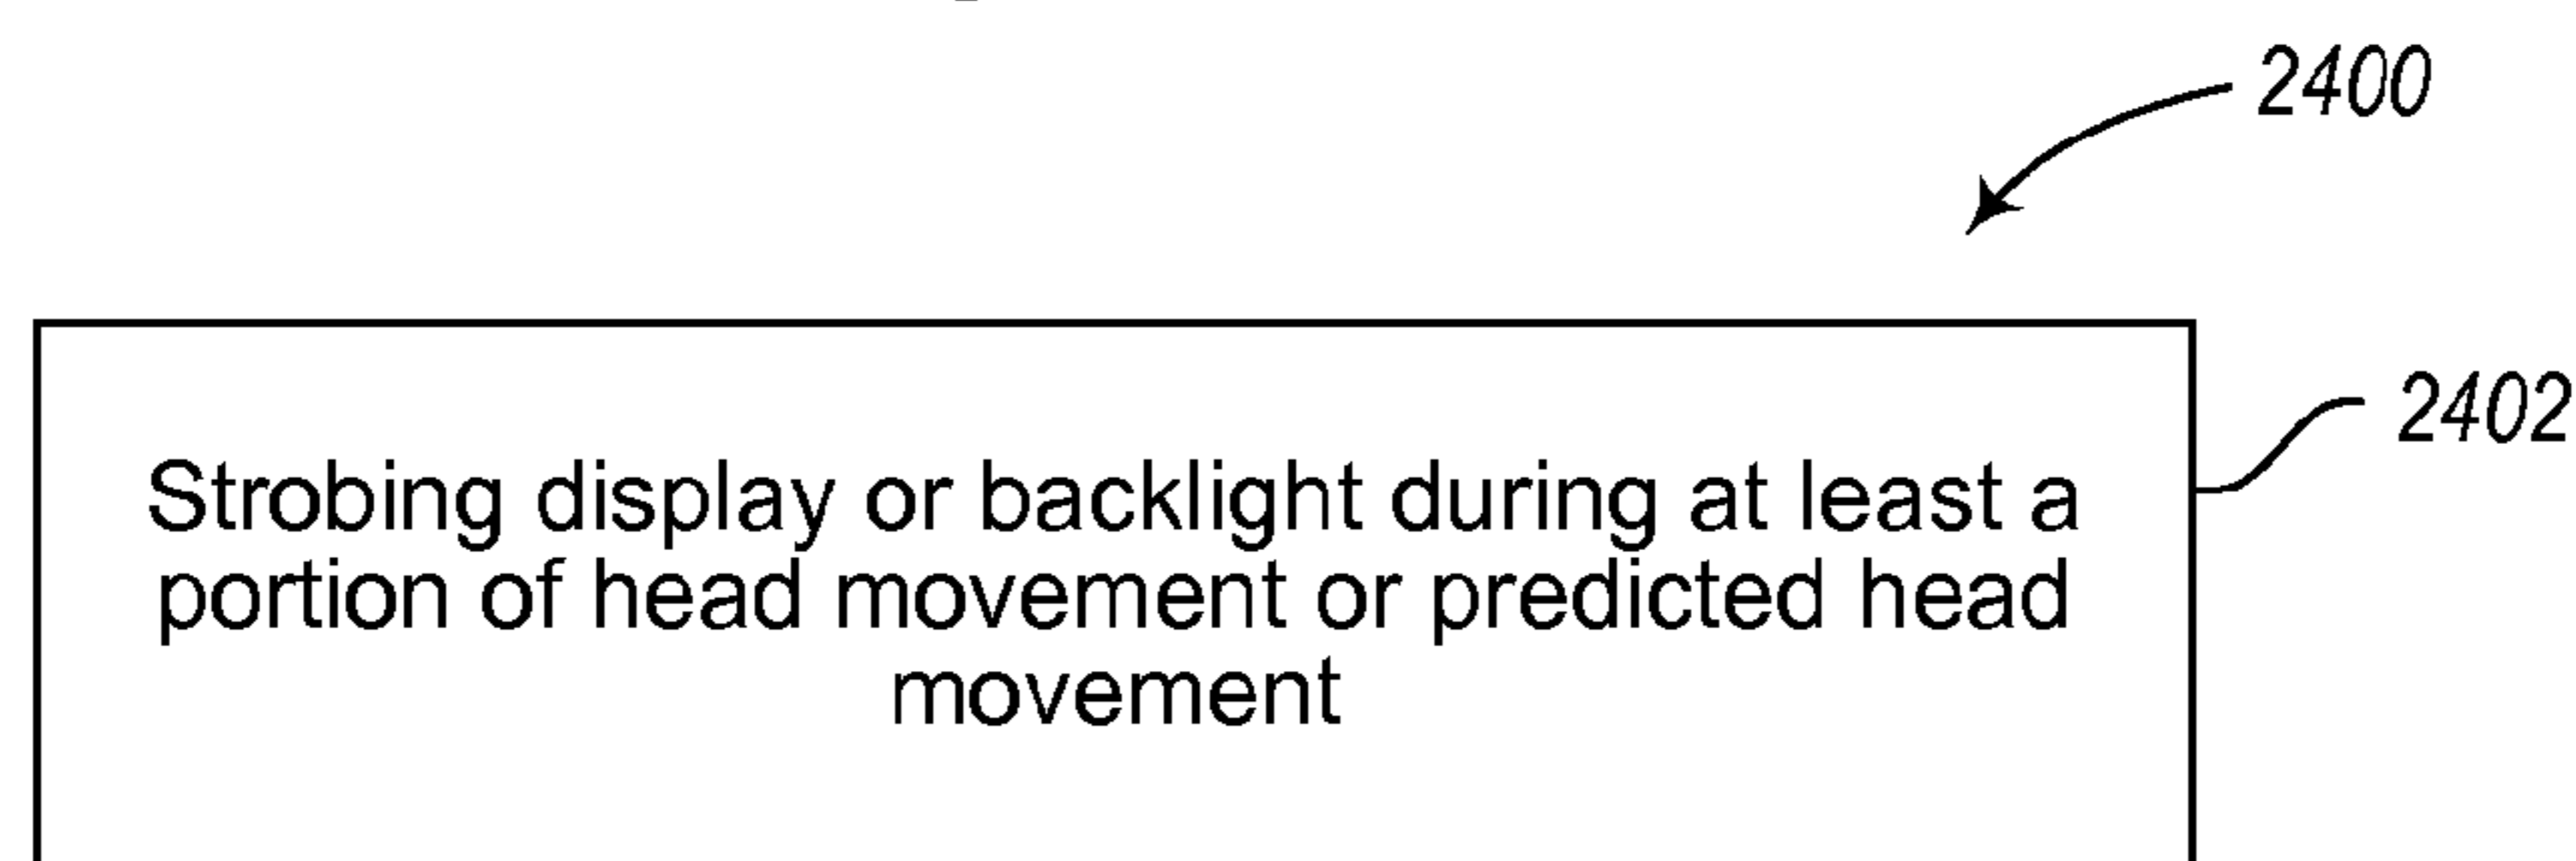 2400
2402
Strobing display or backlight during at least a
portion of head movement or predicted head
movement